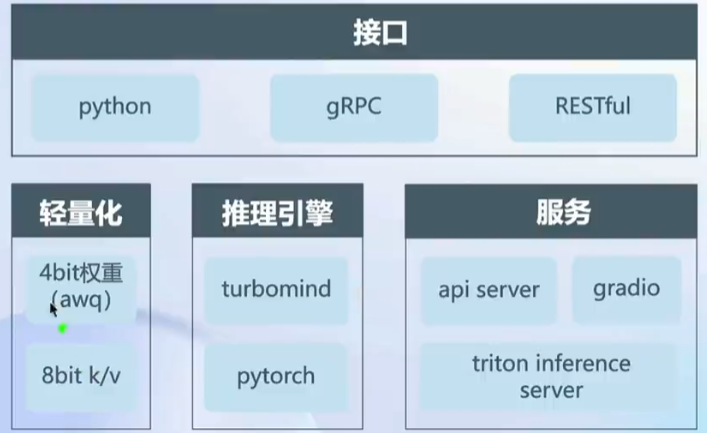 接口
python
gRPC
RESTful
轻量化
4bit权重
（awq）
8bit k/v
推理引擎
turbomind
pytorch
服务
api server
gradio
triton inference
server